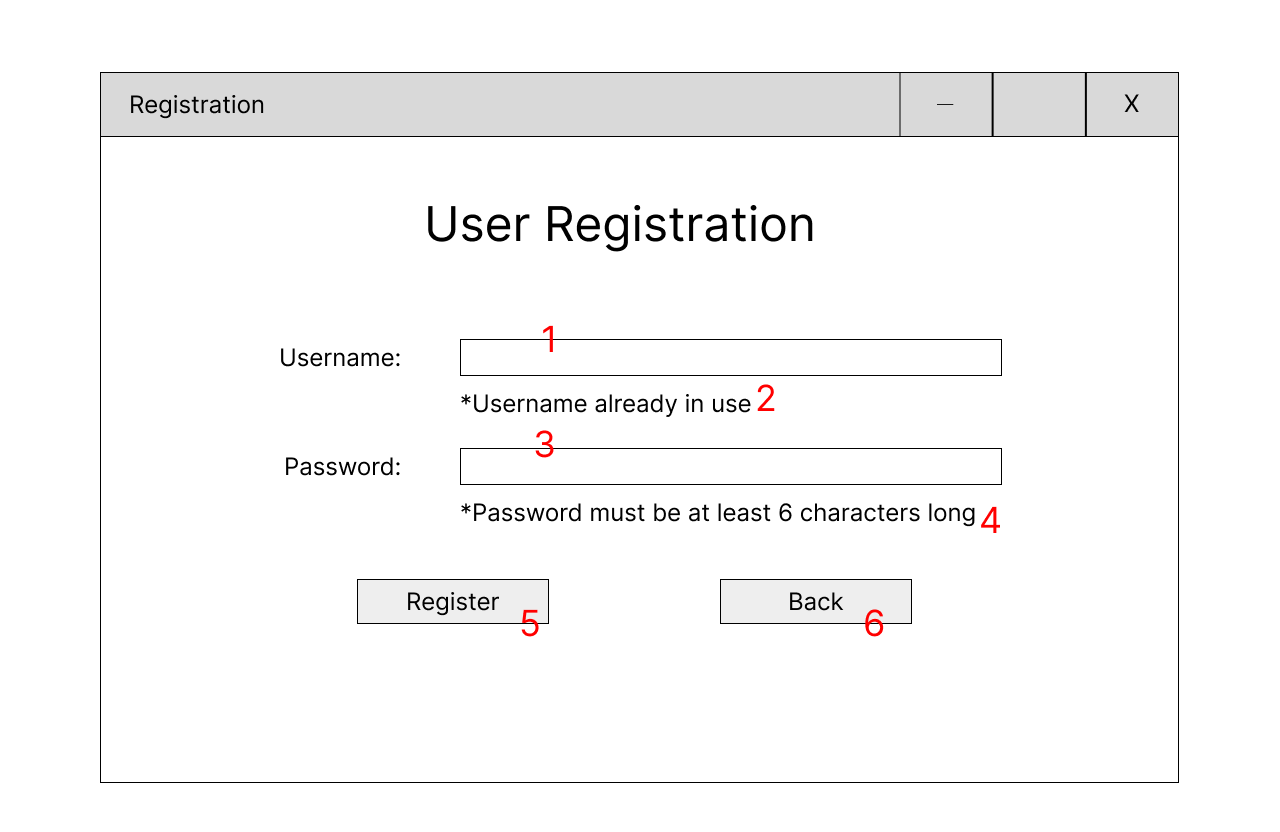 Registration — X
User Registration
1
Username:
*Username already in use 2
3
Password:
*Password must be at least 6 characters long 4
Register 5 Back 6